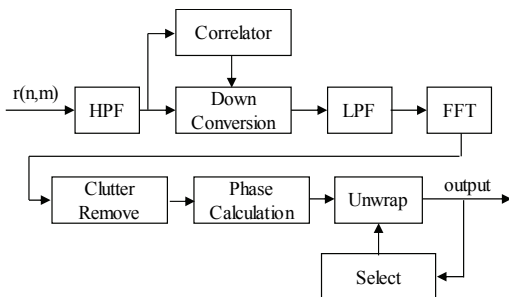 Correlator
r(n,m)
HPF
Down
Conversion
LPF
FFT
Clutter
Remove
Phase
Calculation
Unwrap
output
Select